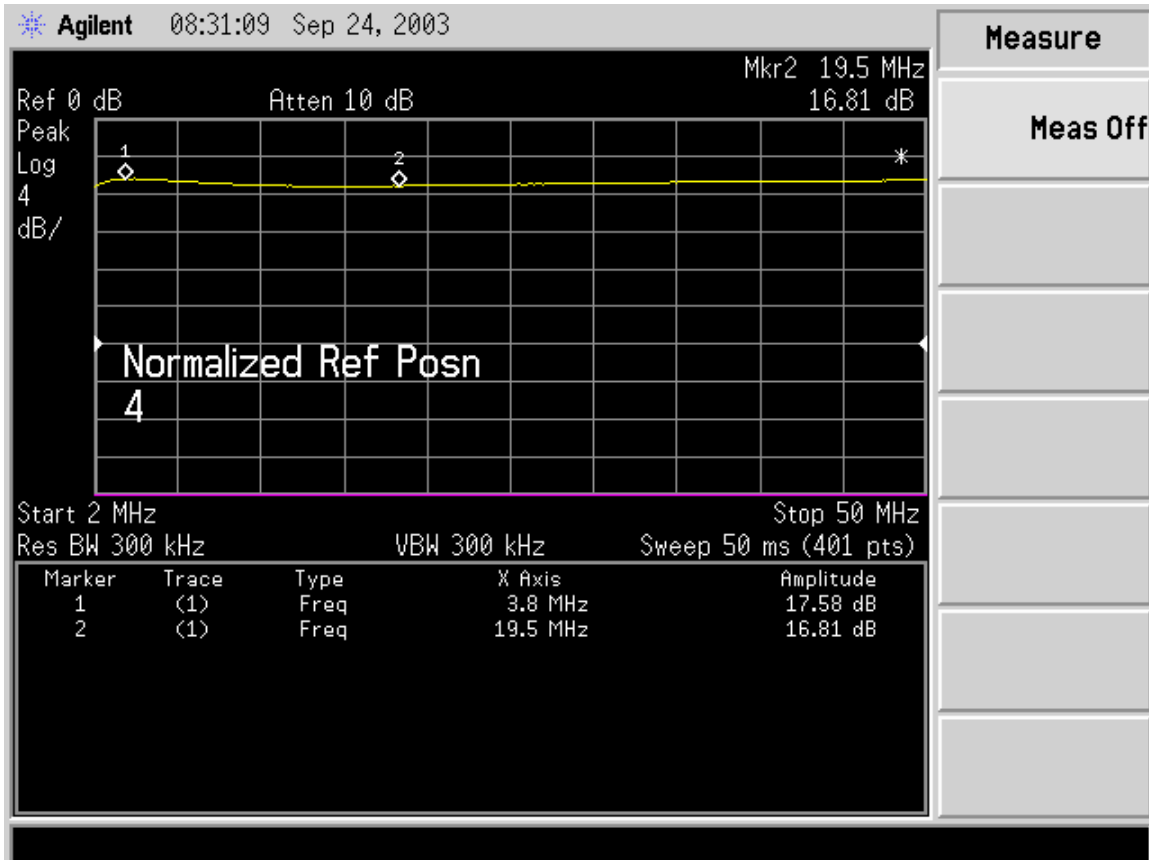 Agilent 08:31:09 Sep 24, 2003
Measure
Mkr2 19.5 MHz
Ref 0 dB Atten 10 dB 16.81 dB
Meas Off
Peak
Log
4
dB/
1
2
*
Normalized Ref Posn
4
Start 2 MHz Stop 50 MHz
Res BW 300 kHz VBW 300 kHz Sweep 50 ms (401 pts)
Marker Trace Type X Axis Amplitude
1 (1) Freq 3.8 MHz 17.58 dB
2 (1) Freq 19.5 MHz 16.81 dB